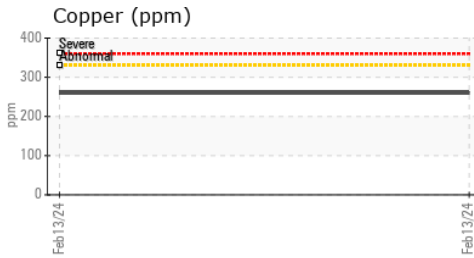 Copper (ppm)
400
Severe
Abnormal
300
ppm
200
100
0
Feb13/24
Feb13/24